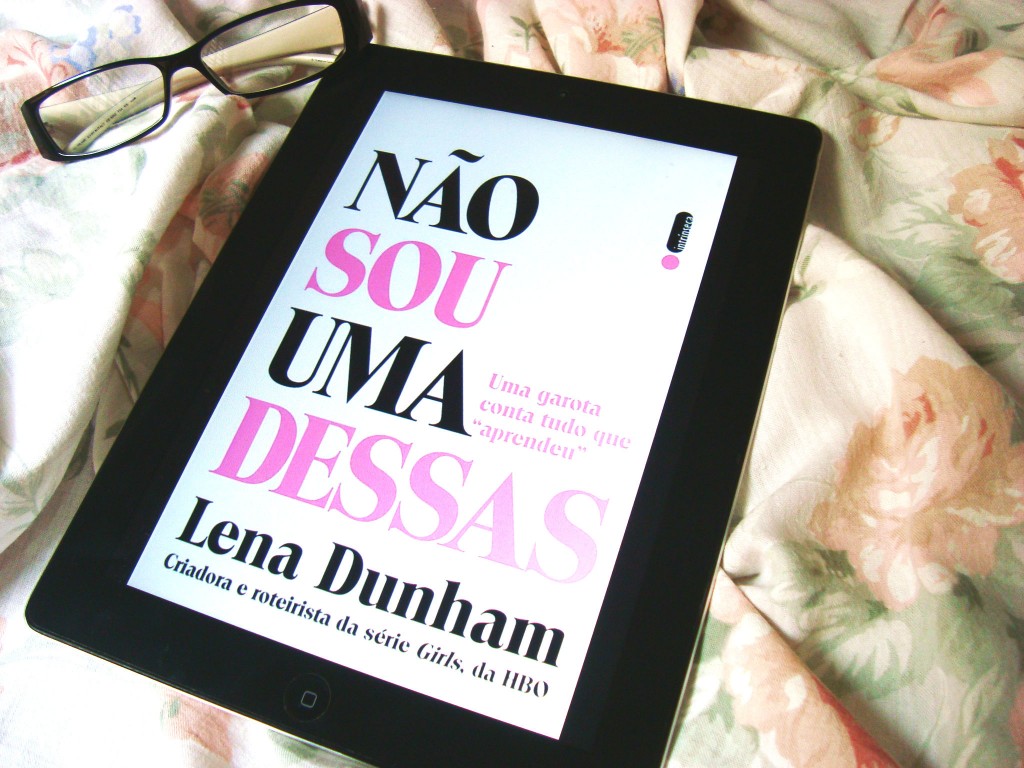 NÃO
SOU
UMA
DESSAS
Uma garota
conta tudo que
“aprendeu”
intrínseca
Lena Dunham
Criadora e roteirista da série Girls, da HBO